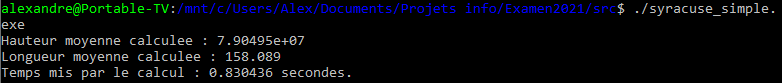 alexandre@Portable-TV:/mnt/c/Users/Alex/Documents/Projets info/Examen2021/src$ ./syracuse_simple.
exe
Hauteur moyenne calculee : 7.90495e+07
Longueur moyenne calculee : 158.089
Temps mis par le calcul : 0.830436 secondes.